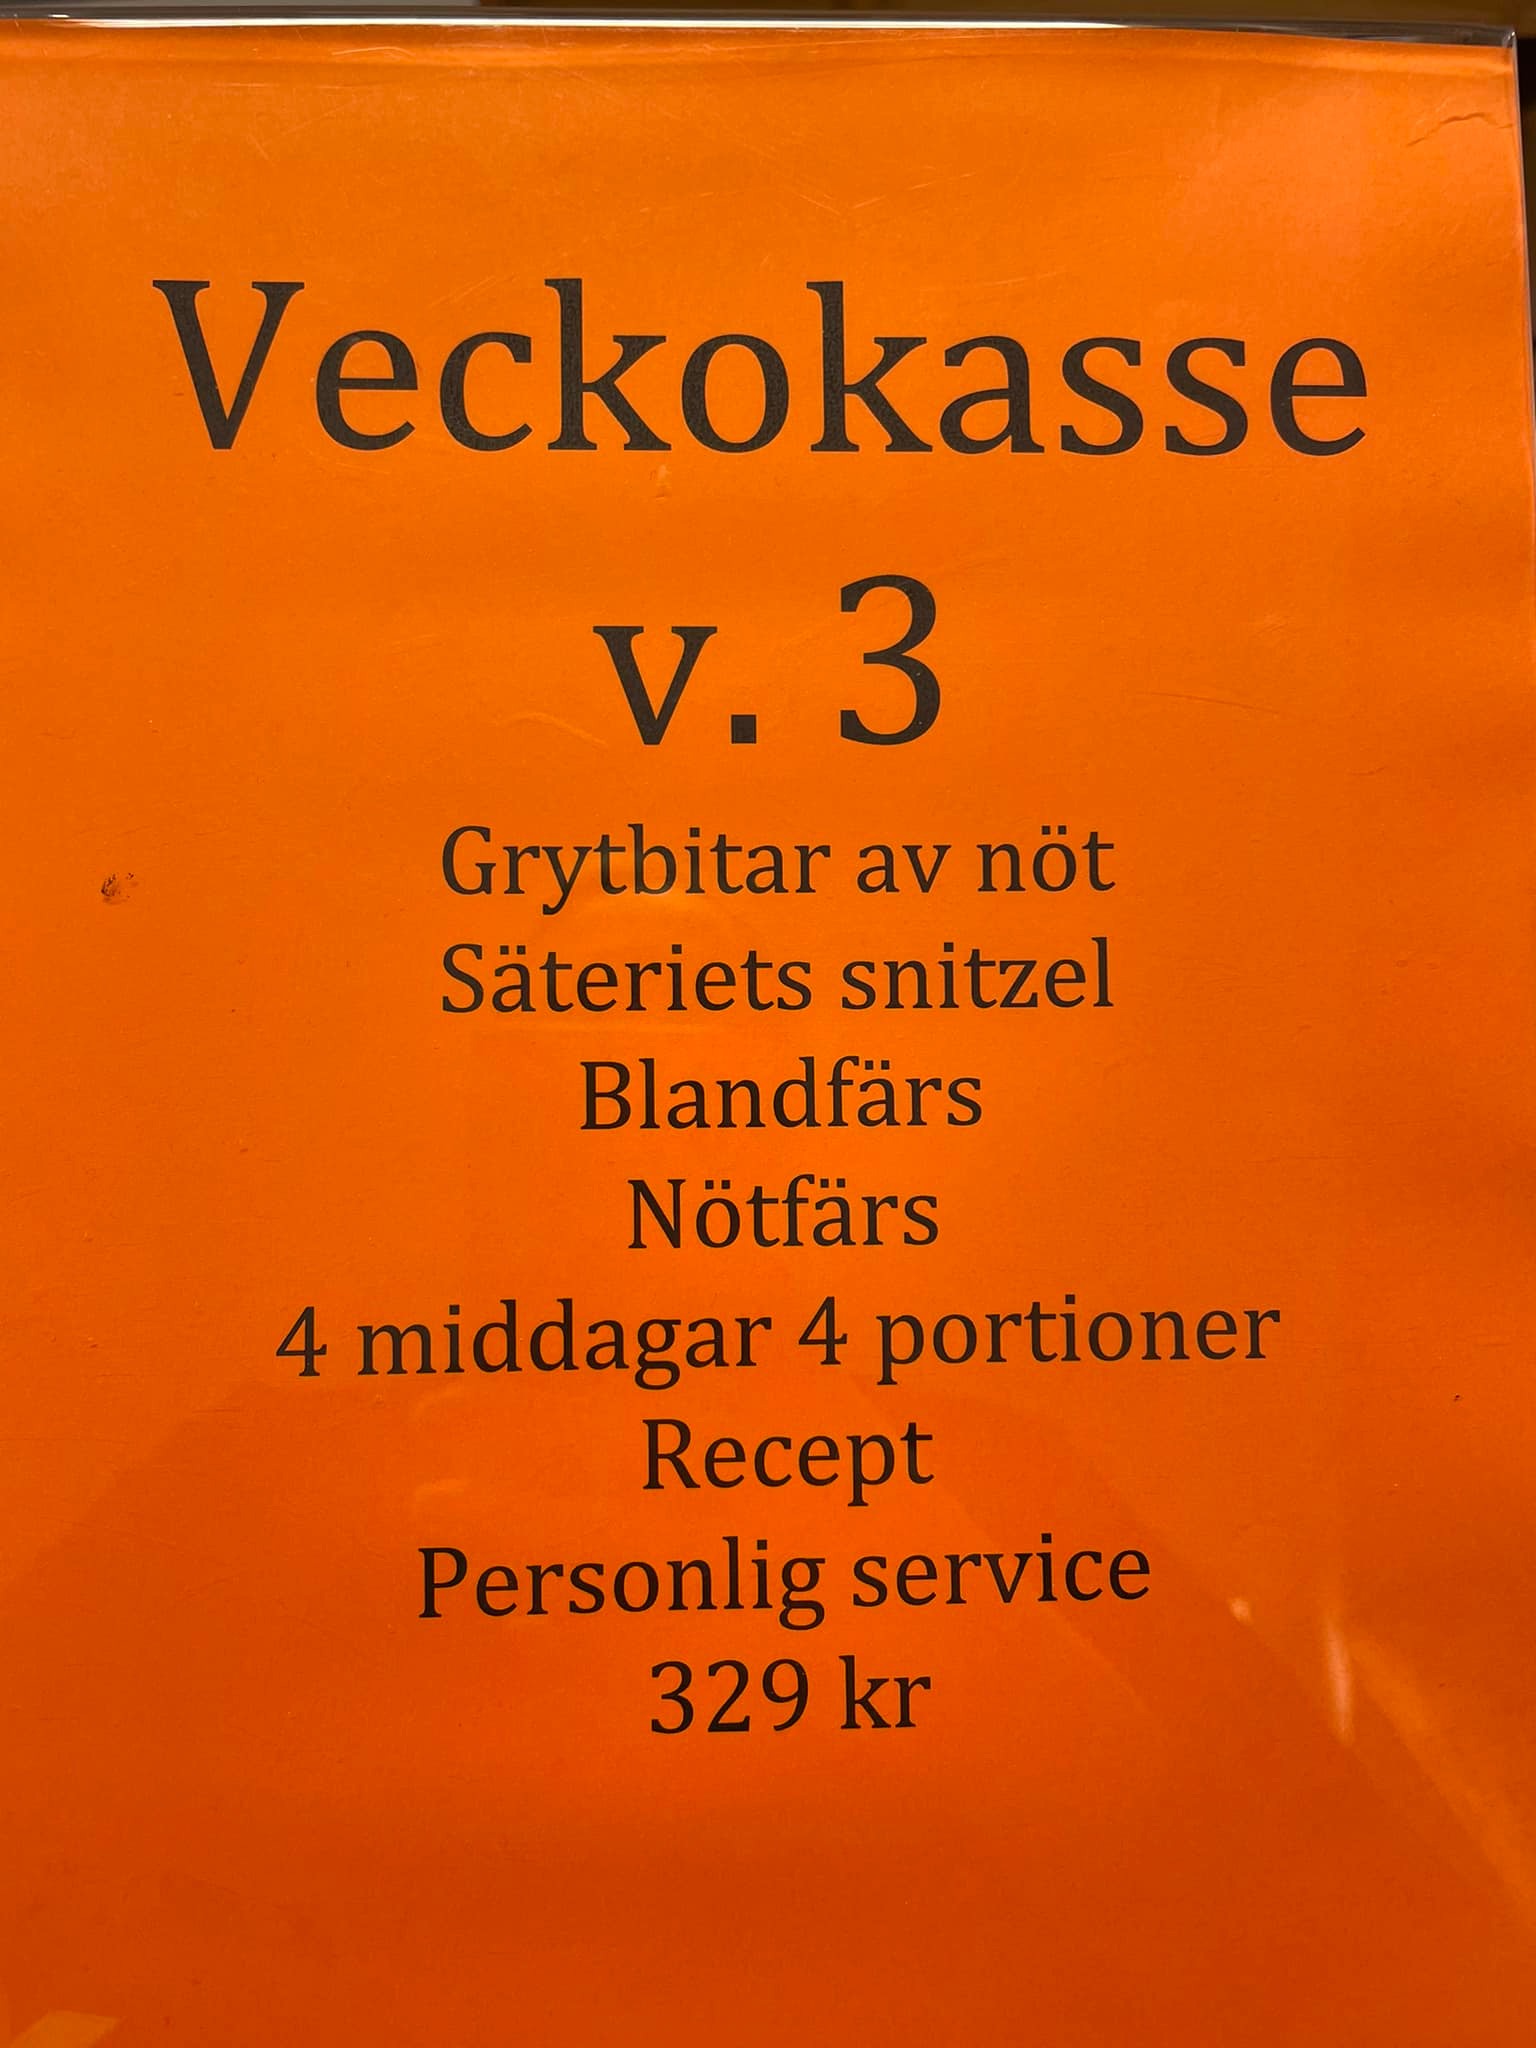 Veckokasse
v. 3
Grytbitar av nöt
Säteriets snitzel
Blandfärs
Nötfärs
4 middagar 4 portioner
Recept
Personlig service
329 kr